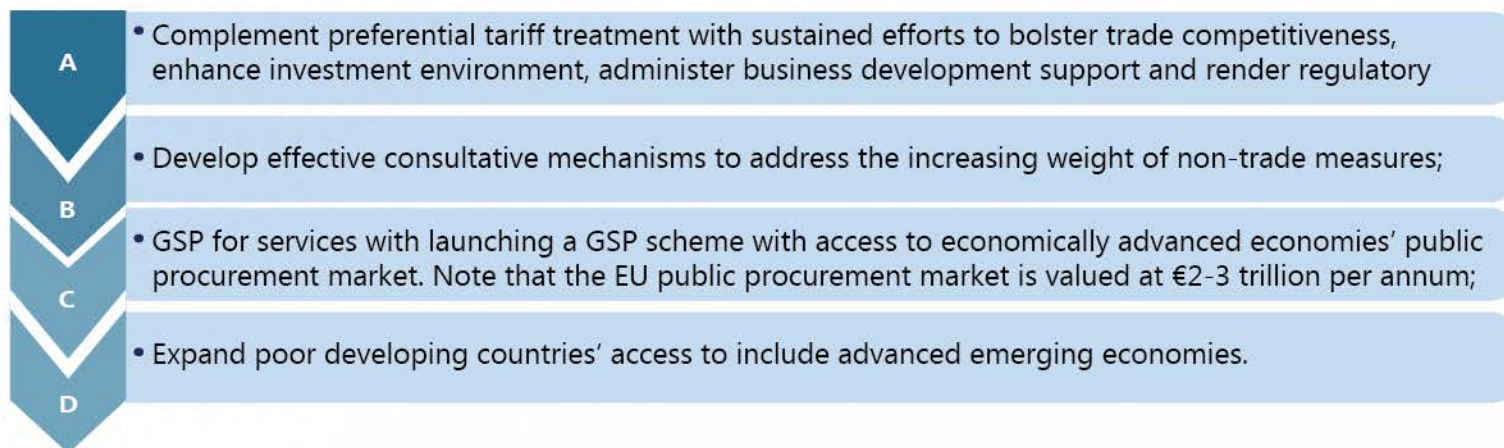 A
• Complement preferential tariff treatment with sustained efforts to bolster trade competitiveness,
enhance investment environment, administer business development support and render regulatory
B
• Develop effective consultative mechanisms to address the increasing weight of non-trade measures;
C
• GSP for services with launching a GSP scheme with access to economically advanced economies’ public
procurement market. Note that the EU public procurement market is valued at €2-3 trillion per annum;
D
• Expand poor developing countries’ access to include advanced emerging economies.